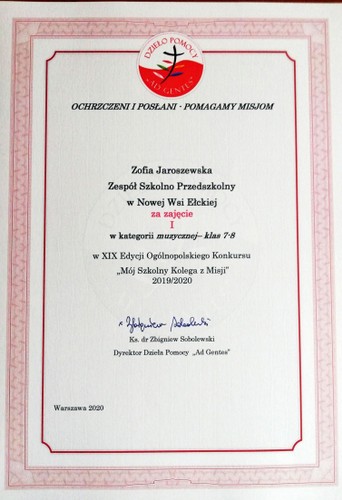 DZIEŁO POMOCY
„AD GENTES”
OCHRZCZENI I POSŁANI - POMAGAMY MISJOM
Zofia Jaroszewska
Zespół Szkolno Przedszkolny
w Nowej Wsi Ełckiej
za zajęcie
I
w kategorii muzycznej– klas 7-8
w XIX Edycji Ogólnopolskiego Konkursu
„Mój Szkolny Kolega z Misji”
2019/2020
Ks. dr Zbigniew Sobolewski
Dyrektor Dzieła Pomocy „Ad Gentes”
Warszawa 2020